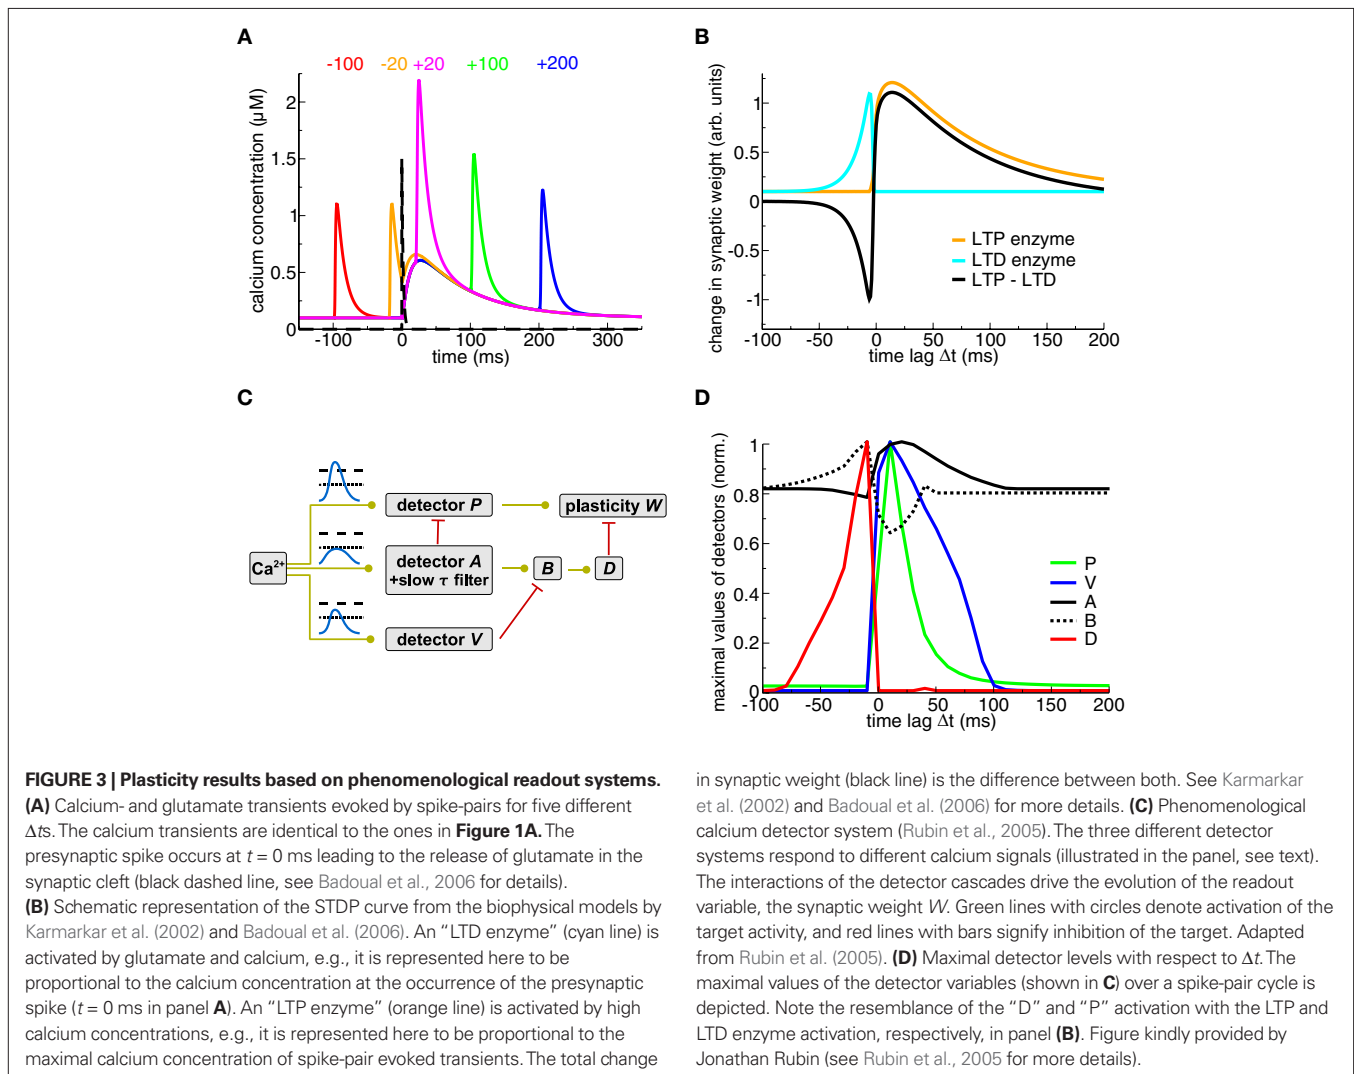 A
-100 -20 +20 +100 +200
calcium concentration (µM)
2
1.5
1
0.5
0
-100 0 100 200 300
time (ms)
B
change in synaptic weight (arb. units)
1
0.5
0
-0.5
-1
LTP enzyme
LTD enzyme
LTP - LTD
-100 -50 0 50 100 150 200
time lag Δt (ms)
C
Ca2+
detector P
plasticity W
detector A
+slow τ filter
B
D
detector V
D
maximal values of detectors (norm.)
1
0.8
0.6
0.4
0.2
0
P
V
A
B
D
-100 -50 0 50 100 150 200
time lag Δt (ms)
FIGURE 3 | Plasticity results based on phenomenological readout systems.
(A) Calcium- and glutamate transients evoked by spike-pairs for five different
Δts. The calcium transients are identical to the ones in Figure 1A. The
presynaptic spike occurs at t = 0 ms leading to the release of glutamate in the
synaptic cleft (black dashed line, see Badoual et al., 2006 for details).
(B) Schematic representation of the STDP curve from the biophysical models by
Karmarkar et al. (2002) and Badoual et al. (2006). An “LTD enzyme” (cyan line) is
activated by glutamate and calcium, e.g., it is represented here to be
proportional to the calcium concentration at the occurrence of the presynaptic
spike (t = 0 ms in panel A). An “LTP enzyme” (orange line) is activated by high
calcium concentrations, e.g., it is represented here to be proportional to the
maximal calcium concentration of spike-pair evoked transients. The total change
in synaptic weight (black line) is the difference between both. See Karmarkar
et al. (2002) and Badoual et al. (2006) for more details. (C) Phenomenological
calcium detector system (Rubin et al., 2005). The three different detector
systems respond to different calcium signals (illustrated in the panel, see text).
The interactions of the detector cascades drive the evolution of the readout
variable, the synaptic weight W. Green lines with circles denote activation of the
target activity, and red lines with bars signify inhibition of the target. Adapted
from Rubin et al. (2005). (D) Maximal detector levels with respect to Δt. The
maximal values of the detector variables (shown in C) over a spike-pair cycle is
depicted. Note the resemblance of the “D” and “P” activation with the LTP and
LTD enzyme activation, respectively, in panel (B). Figure kindly provided by
Jonathan Rubin (see Rubin et al., 2005 for more details).